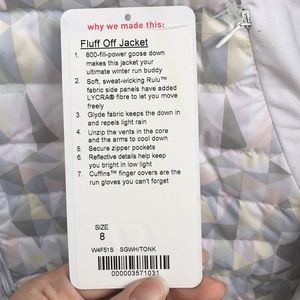 why we made this:
Fluff Off Jacket
1. 800-fill-power goose down
makes this jacket your
ultimate winter run buddy
2. Soft, sweat-wicking Rulu™
fabric side panels have added
LYCRA® fibre to let you move
freely
3. Glyde fabric keeps the down in
and repels light rain
4. Unzip the vents in the core
and the arms to cool down
5. Secure zipper pockets
6. Reflective details help keep
you bright in low light
7. Cuffins™ finger covers are the
run gloves you can't forget
SIZE
8
W4F51S SGWH/TONK
000003571031